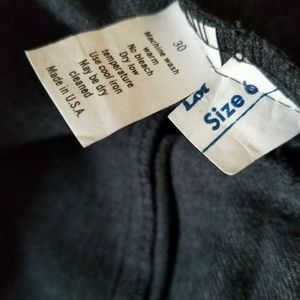 30
Machine wash
warm
No bleach
Dry low
temperature
Use cool iron
May be dry
cleaned
Made in U.S.A.
Lot
Size 6